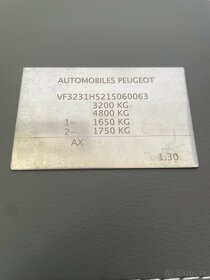 AUTOMOBILES PEUGEOT
VF3231H5215060063
3200 KG
4800 KG
1- 1650 KG
2- 1750 KG
AX
1.30